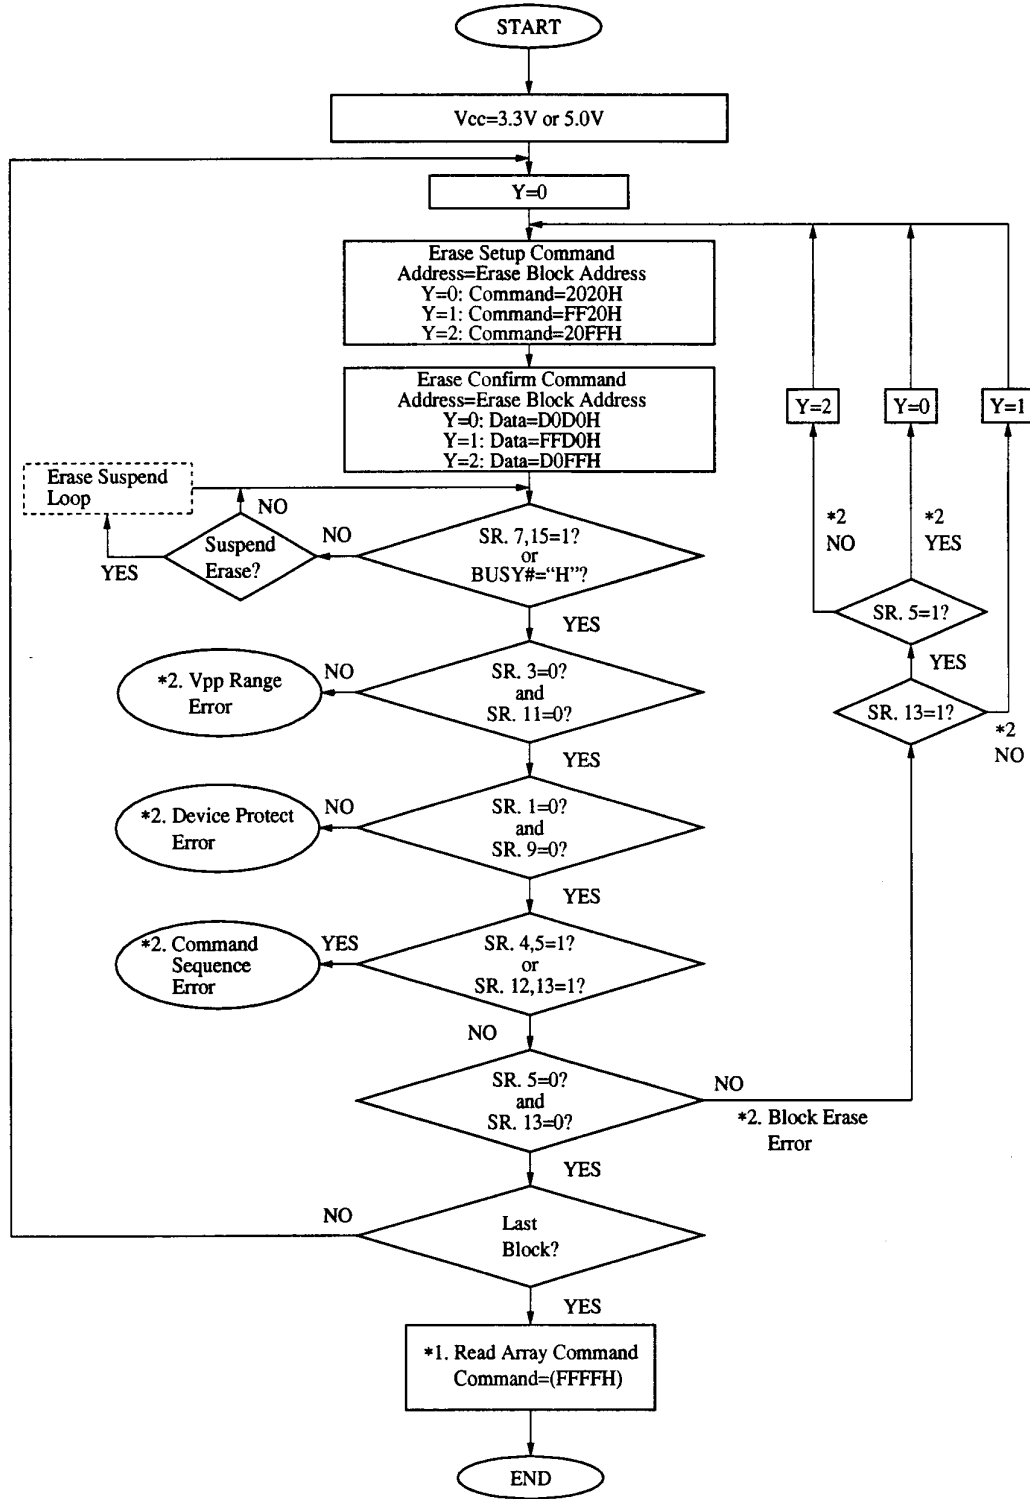 START
Vcc=3.3V or 5.0V
Y=0
Erase Setup Command
Address=Erase Block Address
Y=0: Command=2020H
Y=1: Command=FF20H
Y=2: Command=20FFH
Erase Confirm Command
Address=Erase Block Address
Y=0: Data=D0D0H
Y=1: Data=FFD0H
Y=2: Data=D0FFH
Y=2
Y=0
Y=1
Erase Suspend
Loop
NO
YES
Suspend
Erase?
NO
SR. 7,15=1?
or
BUSY#="H"?
YES
*2
NO
*2
YES
SR. 5=1?
YES
SR. 13=1?
*2
NO
*2. Vpp Range
Error
NO
SR. 3=0?
and
SR. 11=0?
YES
*2. Device Protect
Error
NO
SR. 1=0?
and
SR. 9=0?
YES
*2. Command
Sequence
Error
YES
SR. 4,5=1?
or
SR. 12,13=1?
NO
SR. 5=0?
and
SR. 13=0?
NO
*2. Block Erase
Error
YES
NO
Last
Block?
YES
*1. Read Array Command
Command=(FFFFH)
END